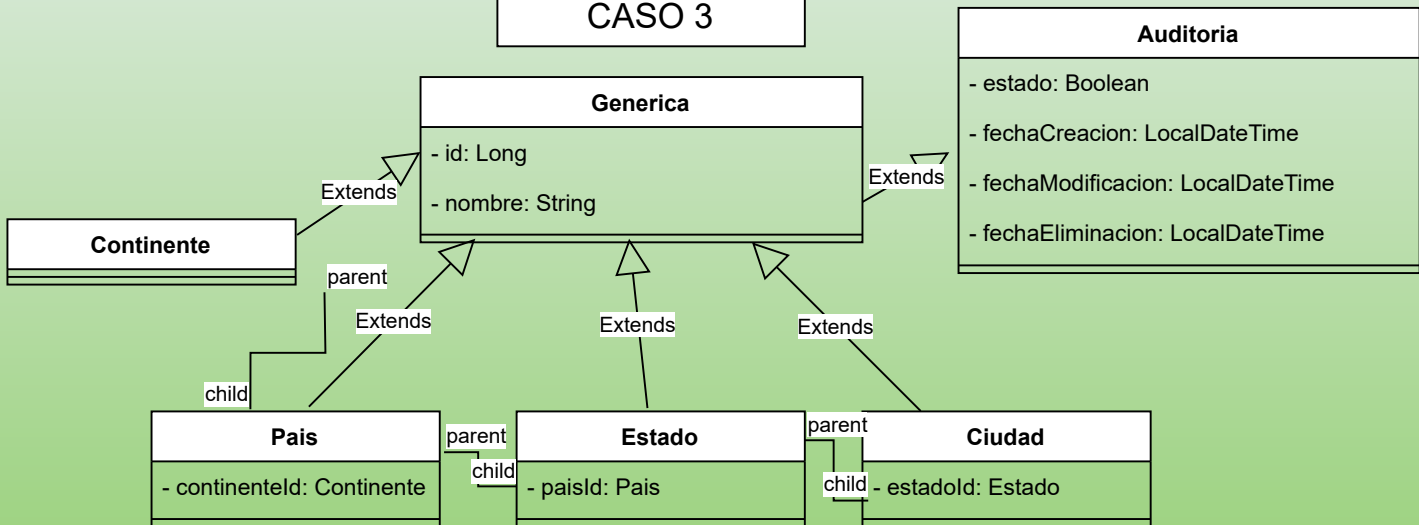 CASO 3
Auditoria
- estado: Boolean
- fechaCreacion: LocalDateTime
- fechaModificacion: LocalDateTime
- fechaEliminacion: LocalDateTime
Generica
- id: Long
- nombre: String
Extends
Extends
Continente
parent
Extends
Extends
Extends
child
Pais
- continenteId: Continente
parent
child
Estado
- paisId: Pais
parent
child
Ciudad
- estadoId: Estado